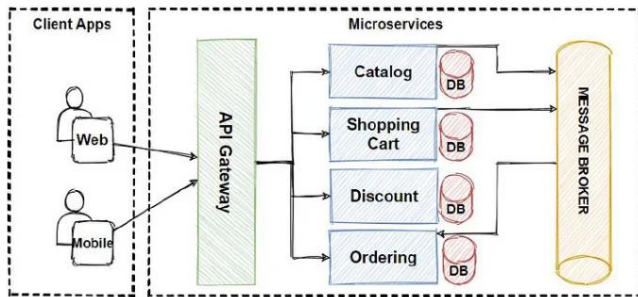 Client Apps
Microservices
Web
Mobile
API Gateway
Catalog
DB
Shopping
Cart
DB
Discount
DB
Ordering
DB
MESSAGE BROKER